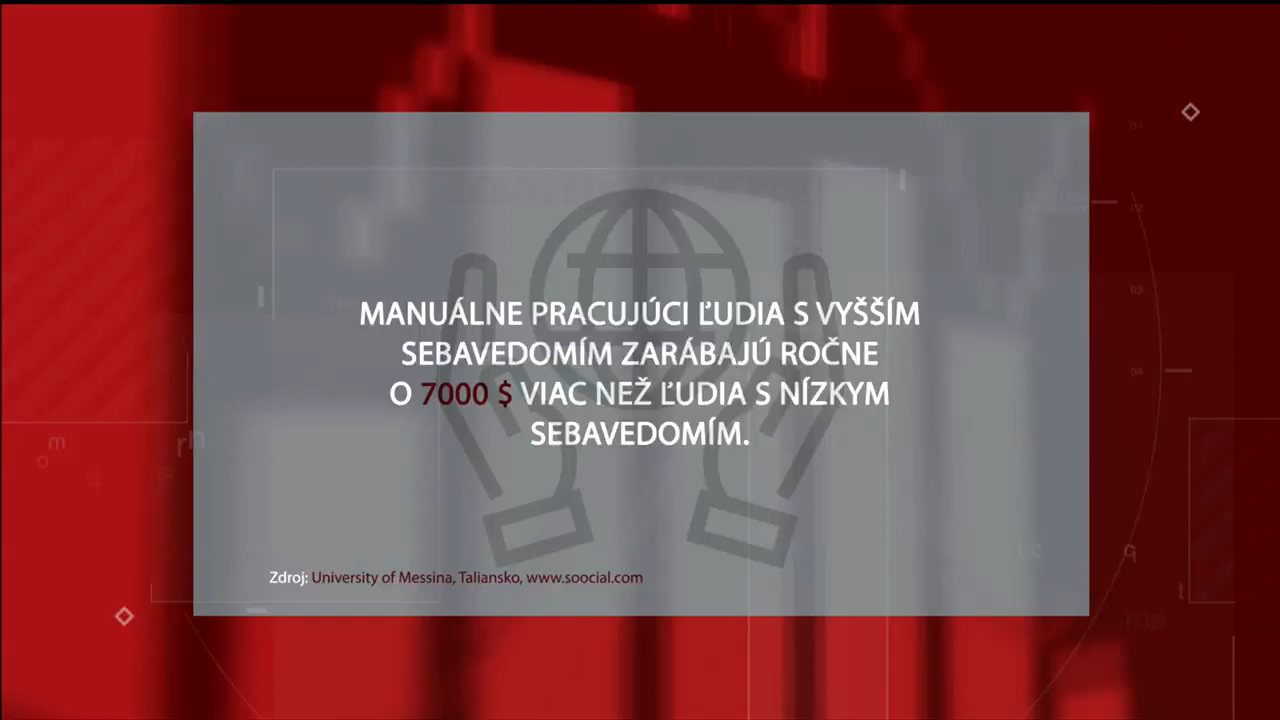 MANUÁLNE PRACUJÚCI ĽUDIA S VYŠŠÍM
SEBAVEDOMÍM ZARÁBAJÚ ROČNE
O 7000 $ VIAC NEŽ ĽUDIA S NÍZKYM
SEBAVEDOMÍM.
Zdroj: University of Messina, Taliansko, www.soocial.com